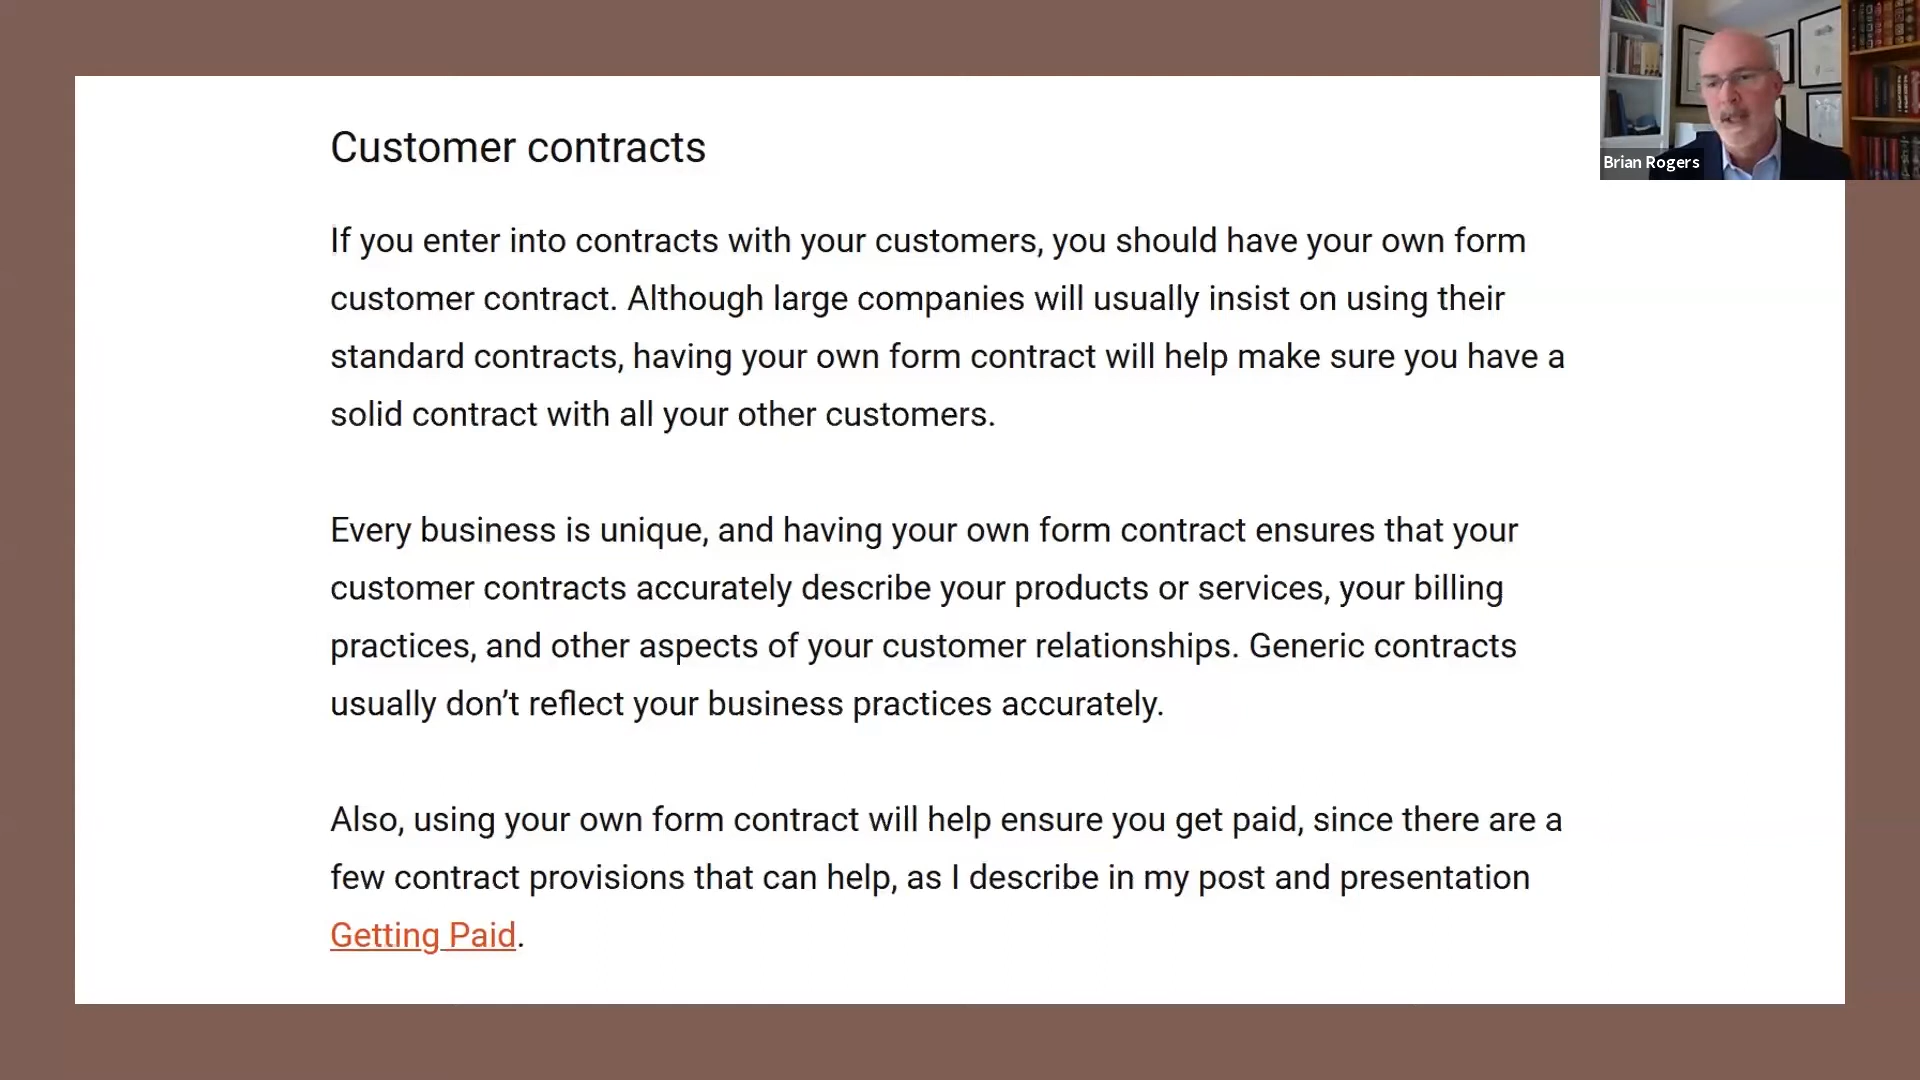 Customer contracts
If you enter into contracts with your customers, you should have your own form
customer contract. Although large companies will usually insist on using their
standard contracts, having your own form contract will help make sure you have a
solid contract with all your other customers.
Every business is unique, and having your own form contract ensures that your
customer contracts accurately describe your products or services, your billing
practices, and other aspects of your customer relationships. Generic contracts
usually don’t reflect your business practices accurately.
Also, using your own form contract will help ensure you get paid, since there are a
few contract provisions that can help, as I describe in my post and presentation
Getting Paid.
Brian Rogers